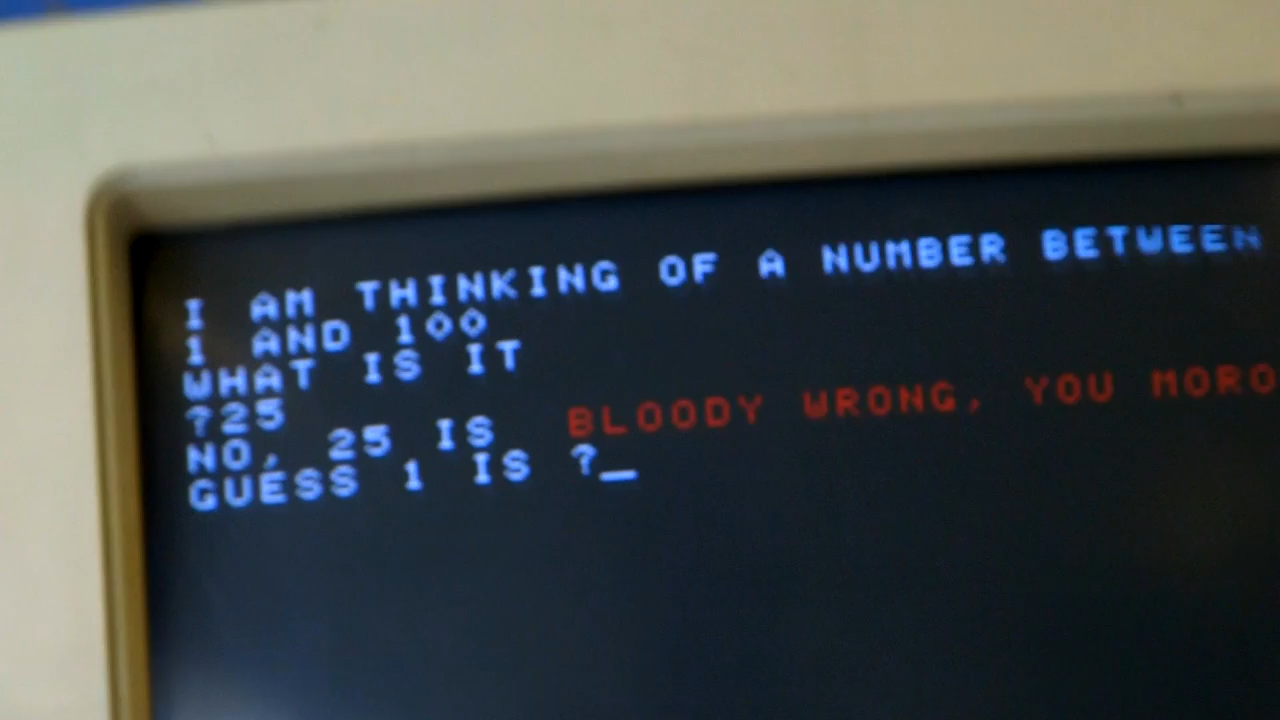 I AM THINKING OF A NUMBER BETWEEN
1 AND 100
WHAT IS IT
?25
NO, 25 IS BLOODY WRONG, YOU MORO
GUESS 1 IS ?_